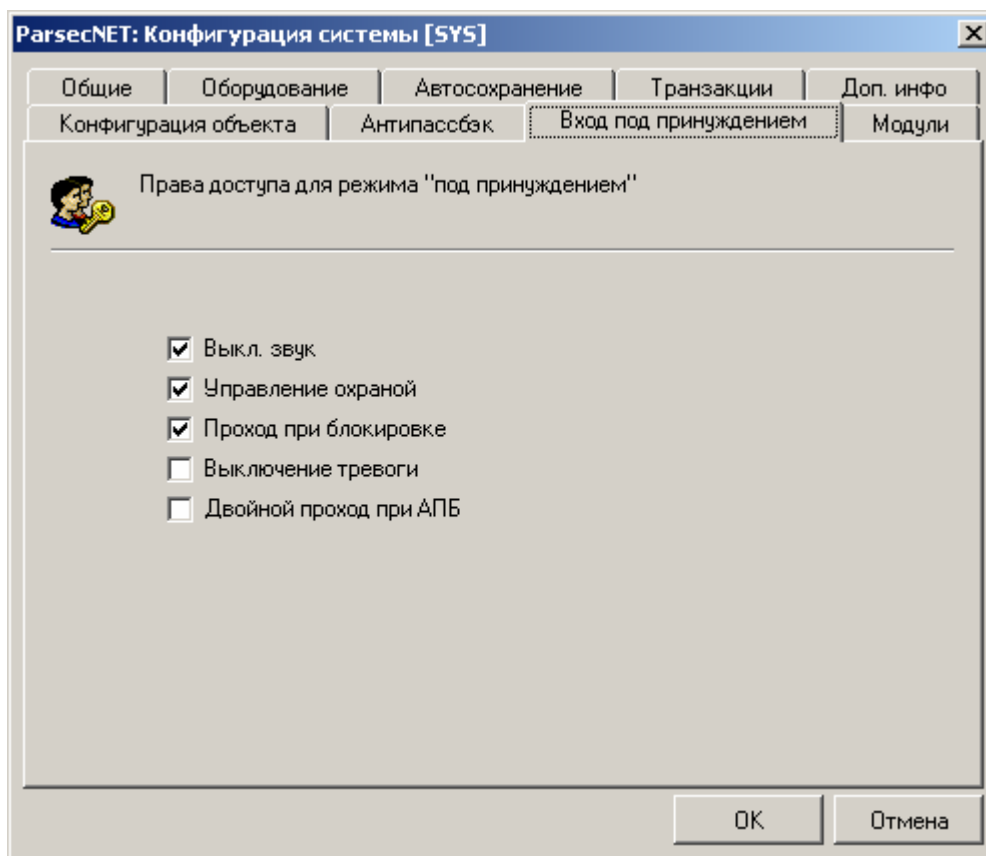 ParsecNET: Конфигурация системы [SYS]
Общие Оборудование Автосохранение Транзакции Доп. инфо
Конфигурация объекта Антипассбэк Вход под принуждением Модули
Права доступа для режима "под принуждением"
Выкл. звук
Управление охраной
Проход при блокировке
Выключение тревоги
Двойной проход при АПБ
OK Отмена